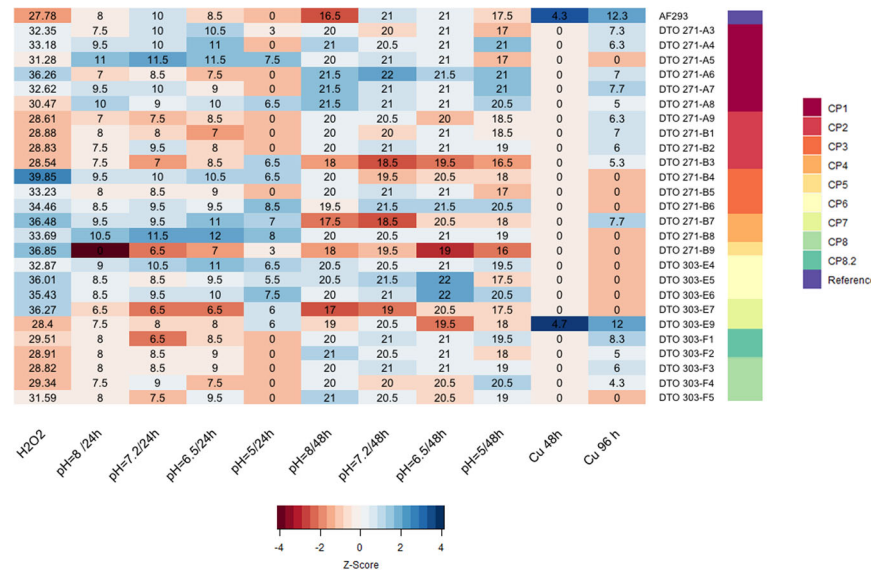 27.78 8 10 8.5 0 16.5 21 21 17.5 4.3 12.3 AF293
32.35 7.5 10 10.5 3 20 20 21 17 0 7.3 DTO 271-A3
33.18 9.5 10 11 0 21 20.5 21 21 0 6.3 DTO 271-A4
31.28 11 11.5 11.5 7.5 20 21 21 17 0 0 DTO 271-A5
36.26 7 8.5 7.5 0 21.5 22 21.5 21 0 7 DTO 271-A6
32.62 9.5 10 9 0 21.5 21 21 21 0 7.7 DTO 271-A7
30.47 10 9 10 6.5 21.5 21 21 20.5 0 5 DTO 271-A8
28.61 7 7.5 8.5 0 20 20.5 20 18.5 0 6.3 DTO 271-A9
28.88 8 8 7 0 20 20 21 18.5 0 7 DTO 271-B1
28.83 7.5 9.5 8 0 20 21 21 19 0 6 DTO 271-B2
28.54 7.5 7 8.5 6.5 18 18.5 19.5 16.5 0 5.3 DTO 271-B3
39.85 9.5 10 10.5 6.5 20 19.5 20.5 18 0 0 DTO 271-B4
33.23 8 8.5 9 0 20 21 21 17 0 0 DTO 271-B5
34.46 8.5 9.5 9.5 8.5 19.5 21.5 21.5 20.5 0 0 DTO 271-B6
36.48 9.5 9.5 11 7 17.5 18.5 20.5 18 0 7.7 DTO 271-B7
33.69 10.5 11.5 12 8 20 20.5 21 19 0 0 DTO 271-B8
36.85 0 6.5 7 3 18 19.5 19 16 0 0 DTO 271-B9
32.87 9 10.5 11 6.5 20.5 20.5 21 19.5 0 0 DTO 303-E4
36.01 8.5 8.5 9.5 5.5 20.5 21.5 22 17.5 0 0 DTO 303-E5
35.43 8.5 9.5 10 7.5 20 21 22 20.5 0 0 DTO 303-E6
36.27 6.5 6.5 6.5 6 17 19 20.5 17.5 0 0 DTO 303-E7
28.4 7.5 8 8 6 19 20.5 19.5 18 4.7 12 DTO 303-E9
29.51 8 6.5 8.5 0 20 21 21 19.5 0 8.3 DTO 303-F1
28.91 8 8.5 9 0 21 20.5 21 18 0 5 DTO 303-F2
28.82 8 8.5 9 0 20 21 21 19 0 6 DTO 303-F3
29.34 7.5 9 7.5 0 20 20 20.5 20.5 0 4.3 DTO 303-F4
31.59 8 7.5 9.5 0 21 20.5 20.5 19 0 0 DTO 303-F5
H2O2 pH=8 /24h pH=7.2/24h pH=6.5/24h pH=5/24h pH=8/48h pH=7.2/48h pH=6.5/48h pH=5/48h Cu 48h Cu 96 h
CP1
CP2
CP3
CP4
CP5
CP6
CP7
CP8
CP8.2
Reference
-4 -2 0 2 4
Z-Score